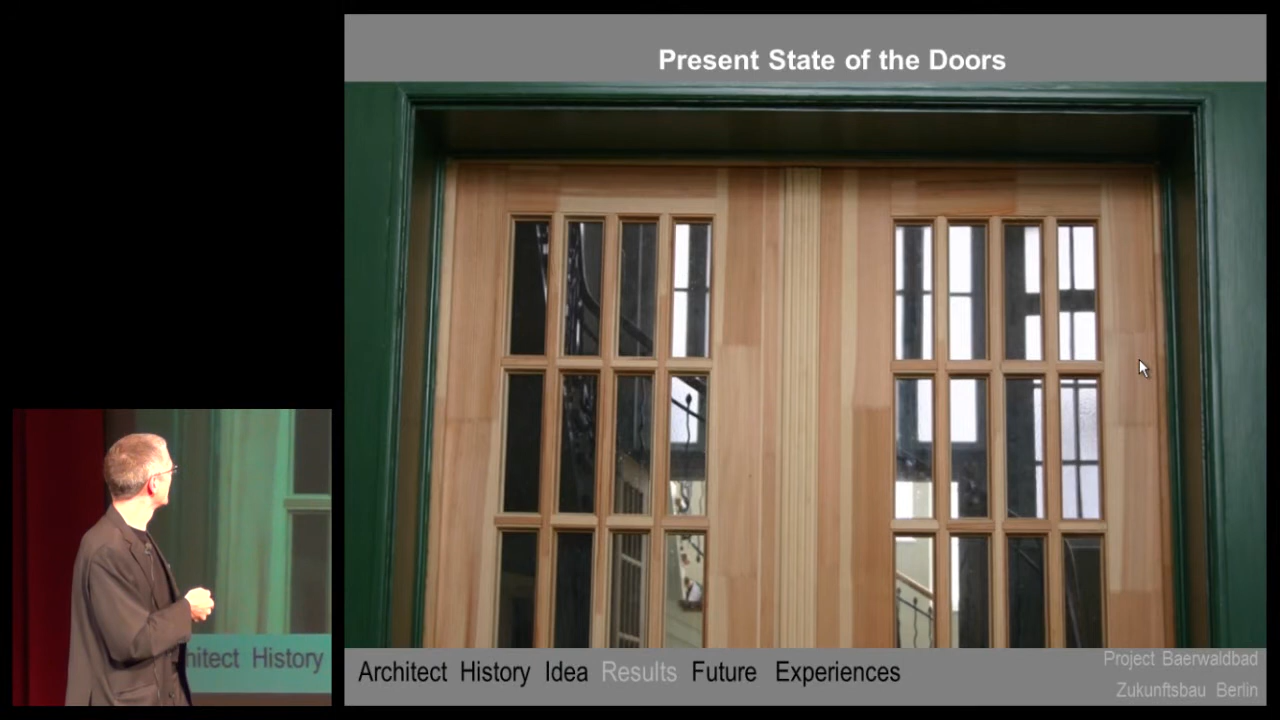 Present State of the Doors
Architect History Idea Results Future Experiences
Project Baerwaldbad
Zukunftsbau Berlin
hitect History